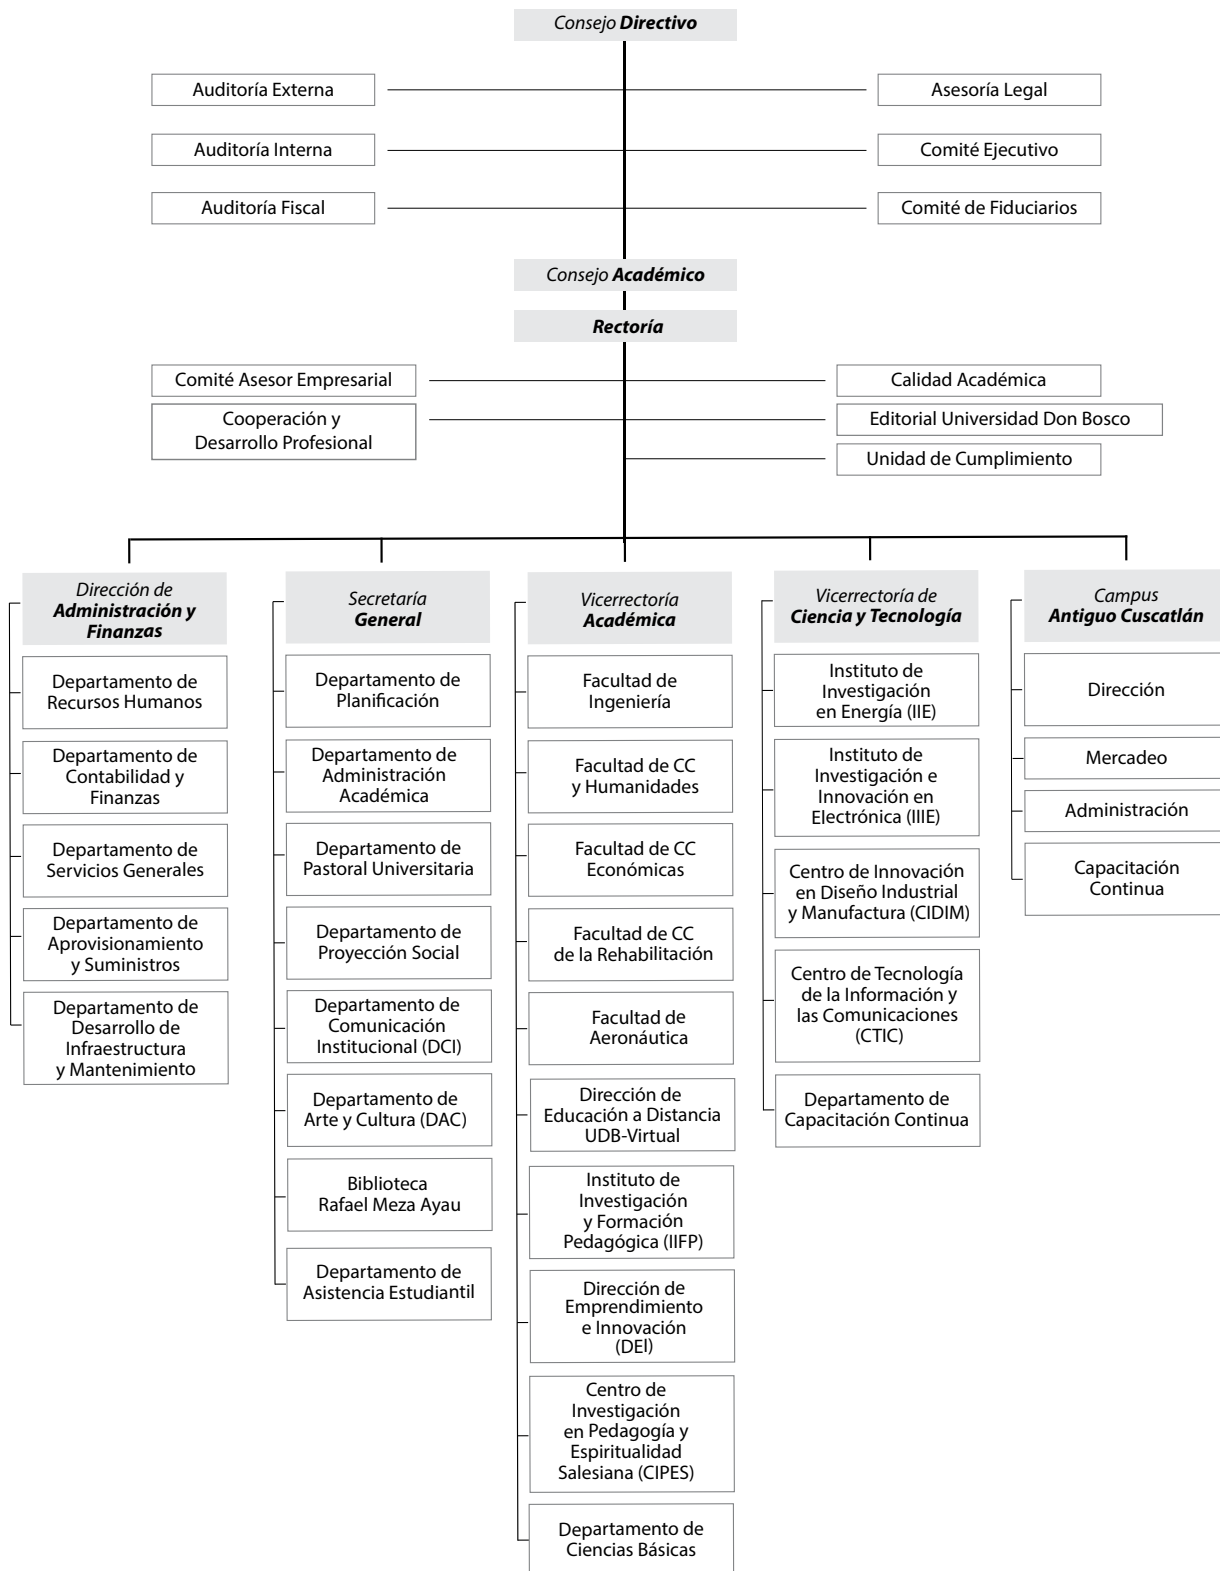 Consejo Directivo
Auditoría Externa
Asesoría Legal
Auditoría Interna
Comité Ejecutivo
Auditoría Fiscal
Comité de Fiduciarios
Consejo Académico
Rectoría
Comité Asesor Empresarial
Calidad Académica
Cooperación y
Desarrollo Profesional
Editorial Universidad Don Bosco
Unidad de Cumplimiento
Dirección de
Administración y
Finanzas
Departamento de
Recursos Humanos
Departamento de
Contabilidad y
Finanzas
Departamento de
Servicios Generales
Departamento de
Aprovisionamiento
y Suministros
Departamento de
Desarrollo de
Infraestructura
y Mantenimiento
Secretaría
General
Departamento de
Planificación
Departamento de
Administración
Académica
Departamento de
Pastoral Universitaria
Departamento de
Proyección Social
Departamento de
Comunicación
Institucional (DCI)
Departamento de
Arte y Cultura (DAC)
Biblioteca
Rafael Meza Ayau
Departamento de
Asistencia Estudiantil
Vicerrectoría
Académica
Facultad de
Ingeniería
Facultad de CC
y Humanidades
Facultad de CC
Económicas
Facultad de CC
de la Rehabilitación
Facultad de
Aeronáutica
Dirección de
Educación a Distancia
UDB-Virtual
Instituto de
Investigación
y Formación
Pedagógica (IIFP)
Dirección de
Emprendimiento
e Innovación
(DEI)
Centro de
Investigación
en Pedagogía y
Espiritualidad
Salesiana (CIPES)
Departamento de
Ciencias Básicas
Vicerrectoría de
Ciencia y Tecnología
Instituto de
Investigación
en Energía (IIE)
Instituto de
Investigación e
Innovación en
Electrónica (IIIE)
Centro de Innovación
en Diseño Industrial
y Manufactura (CIDIM)
Centro de Tecnología
de la Información y
las Comunicaciones
(CTIC)
Departamento de
Capacitación Continua
Campus
Antiguo Cuscatlán
Dirección
Mercadeo
Administración
Capacitación
Continua